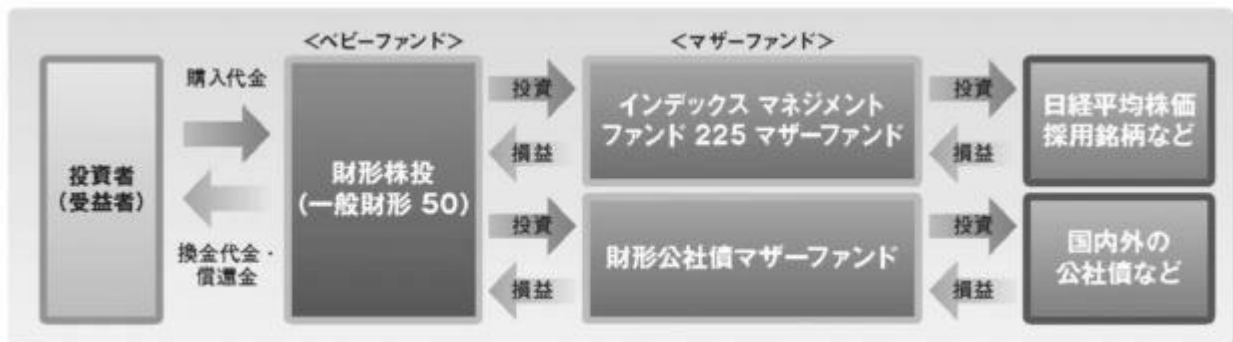 <ベビーファンド>
<マザーファンド>
投資者
(受益者)
購入代金
換金代金・
償還金
財形株投
(一般財形 50)
投資
損益
インデックス マネジメント
ファンド 225 マザーファンド
投資
損益
日経平均株価
採用銘柄など
投資
損益
財形公社債マザーファンド
投資
損益
国内外の
公社債など